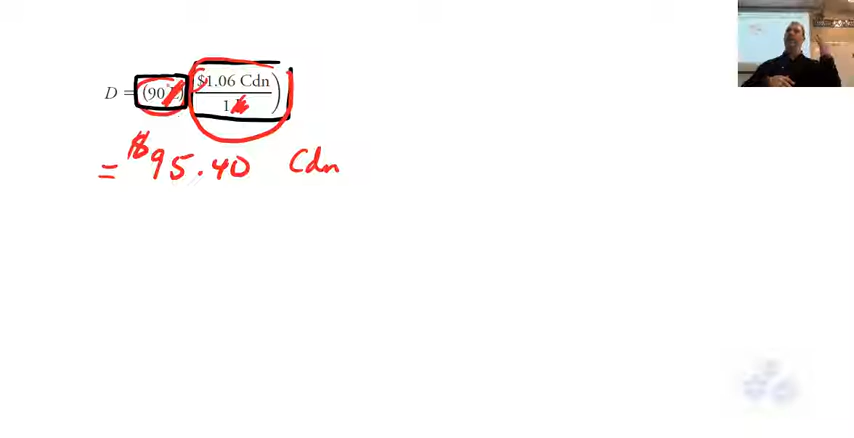 D = (90 ) ($1.06 Cdn
1 )
= $95.40 Cdn